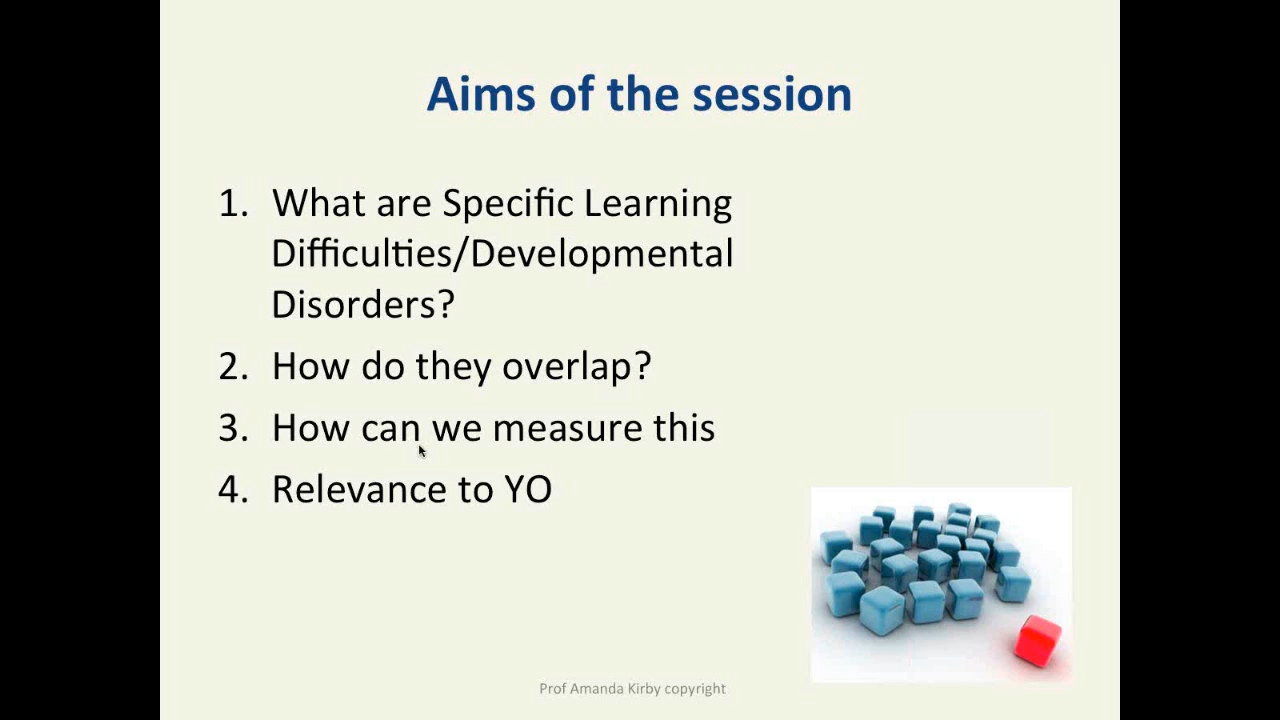 Aims of the session
1. What are Specific Learning
Difficulties/Developmental
Disorders?
2. How do they overlap?
3. How can we measure this
4. Relevance to YO
Prof Amanda Kirby copyright